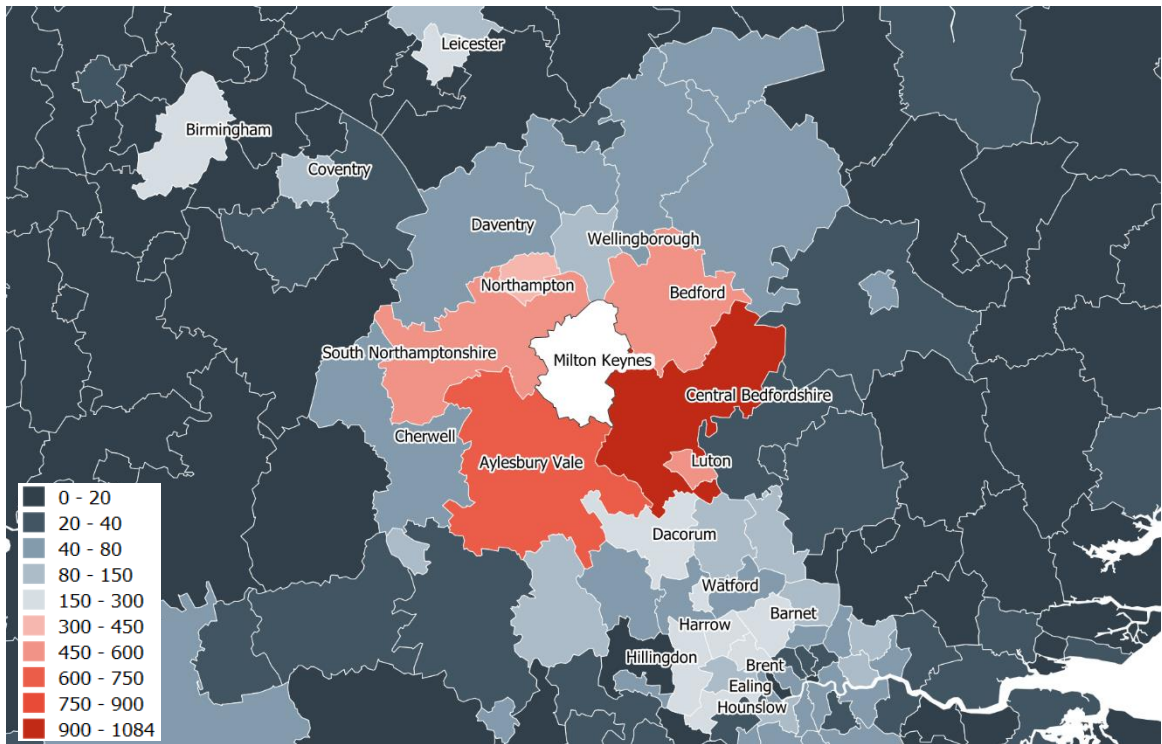 Leicester
Birmingham
Coventry
Daventry
Wellingborough
Northampton
Bedford
South Northamptonshire
Milton Keynes
Central Bedfordshire
Cherwell
Aylesbury Vale
Luton
Dacorum
Watford
Barnet
Harrow
Hillingdon
Brent
Ealing
Hounslow
0 - 20
20 - 40
40 - 80
80 - 150
150 - 300
300 - 450
450 - 600
600 - 750
750 - 900
900 - 1084